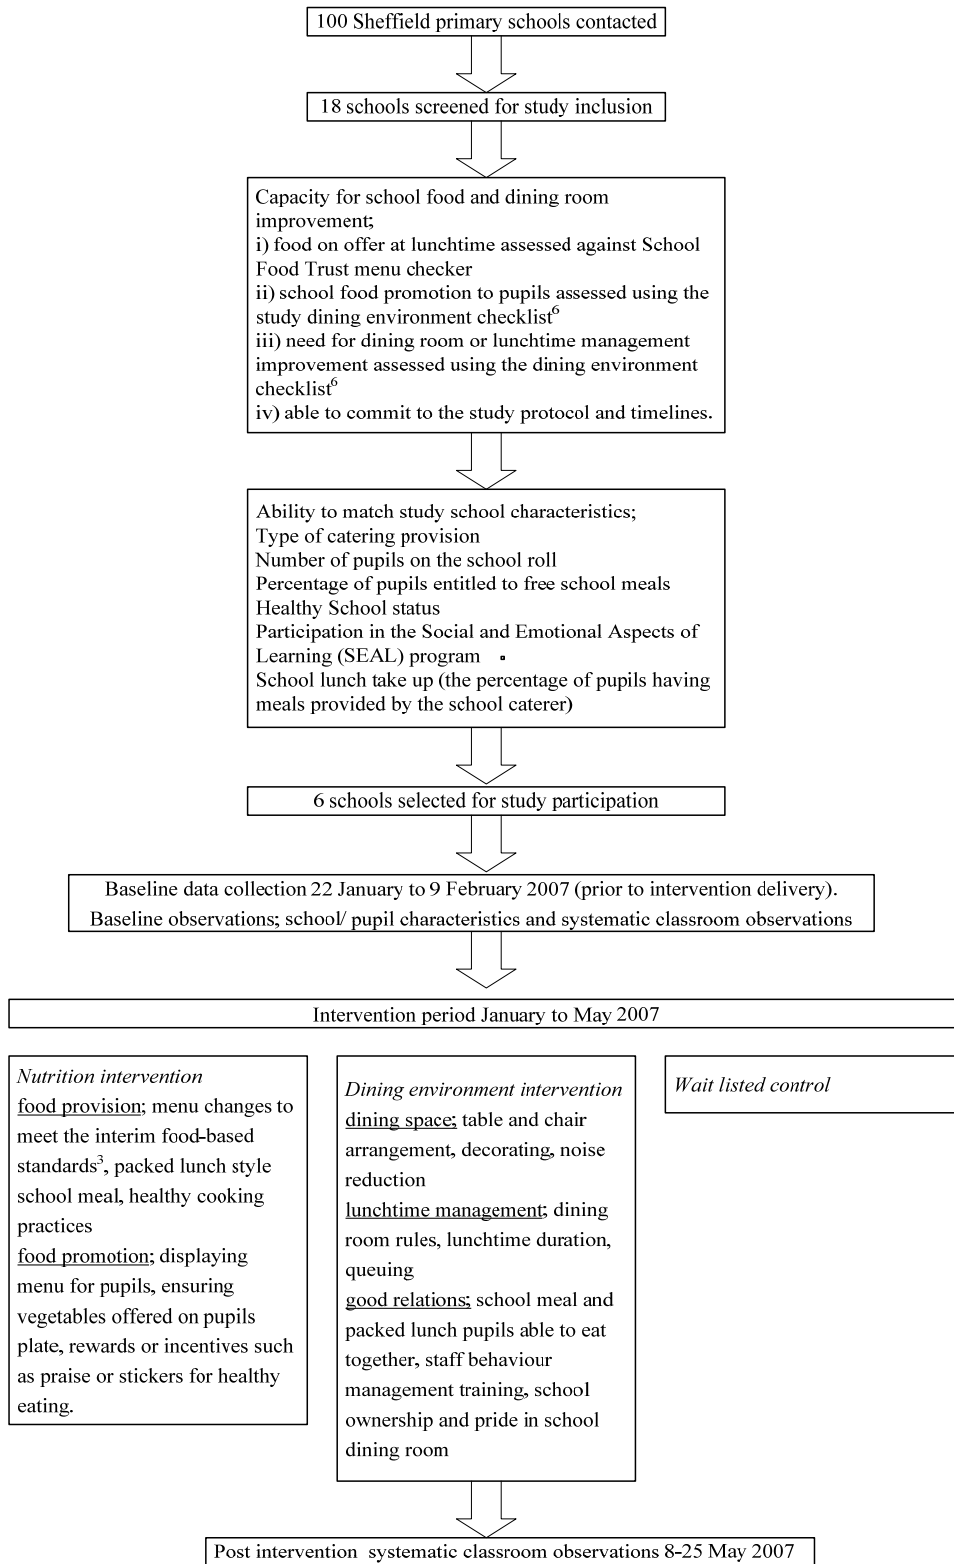 100 Sheffield primary schools contacted
18 schools screened for study inclusion
Capacity for school food and dining room
improvement;
i) food on offer at lunchtime assessed against School
Food Trust menu checker
ii) school food promotion to pupils assessed using the
study dining environment checklist⁶
iii) need for dining room or lunchtime management
improvement assessed using the dining environment
checklist⁶
iv) able to commit to the study protocol and timelines.
Ability to match study school characteristics;
Type of catering provision
Number of pupils on the school roll
Percentage of pupils entitled to free school meals
Healthy School status
Participation in the Social and Emotional Aspects of
Learning (SEAL) program
School lunch take up (the percentage of pupils having
meals provided by the school caterer)
6 schools selected for study participation
Baseline data collection 22 January to 9 February 2007 (prior to intervention delivery).
Baseline observations; school/ pupil characteristics and systematic classroom observations
Intervention period January to May 2007
Nutrition intervention
food provision; menu changes to
meet the interim food-based
standards³, packed lunch style
school meal, healthy cooking
practices
food promotion; displaying
menu for pupils, ensuring
vegetables offered on pupils
plate, rewards or incentives such
as praise or stickers for healthy
eating.
Dining environment intervention
dining space; table and chair
arrangement, decorating, noise
reduction
lunchtime management; dining
room rules, lunchtime duration,
queuing
good relations; school meal and
packed lunch pupils able to eat
together, staff behaviour
management training, school
ownership and pride in school
dining room
Wait listed control
Post intervention systematic classroom observations 8-25 May 2007